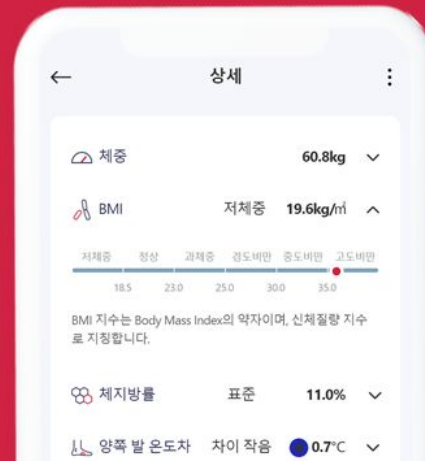 상세
체중 60.8kg
BMI 저체중 19.6kg/㎡
저체중 정상 과체중 경도비만 중도비만 고도비만
18.5 23.0 25.0 30.0 35.0
BMI 지수는 Body Mass Index의 약자이며, 신체질량 지수
로 지칭합니다.
체지방률 표준 11.0%
양쪽 발 온도차 차이 작음 0.7°C